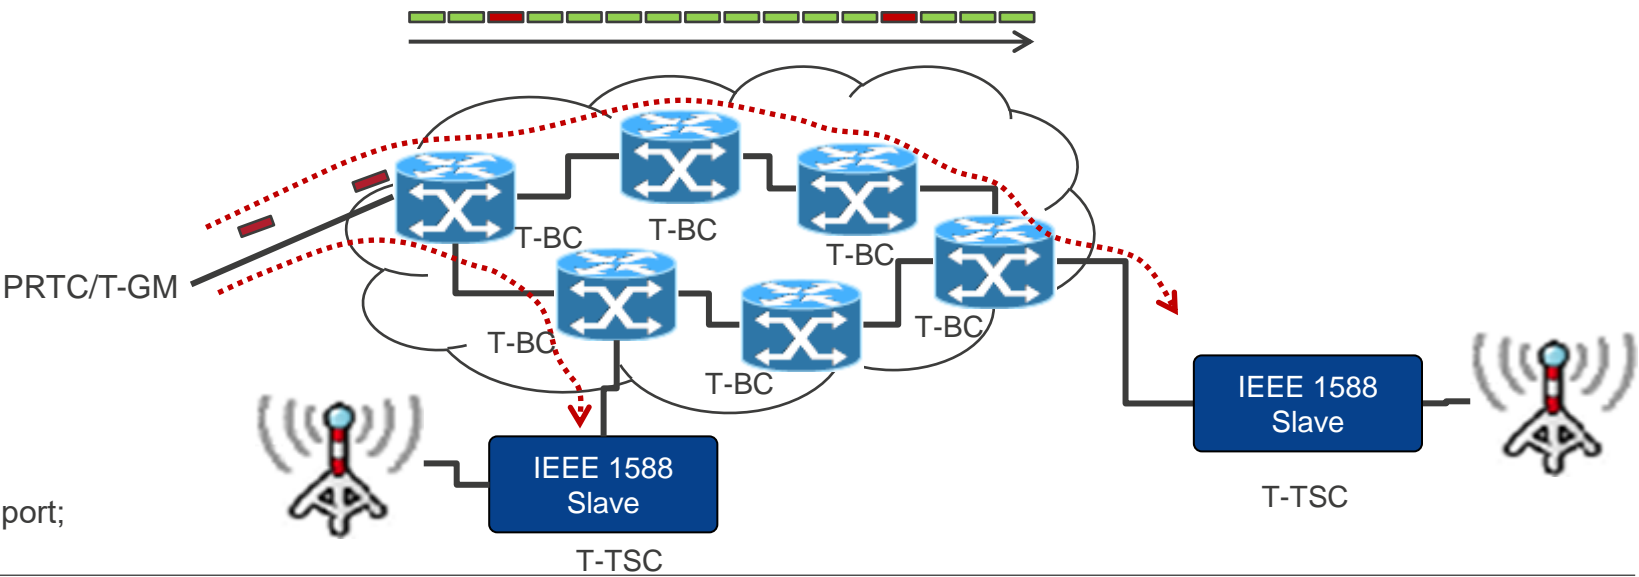 T-BC
T-BC
T-BC
PRTC/T-GM
T-BC
T-BC
T-BC
IEEE 1588
Slave
T-TSC
IEEE 1588
Slave
T-TSC
port;